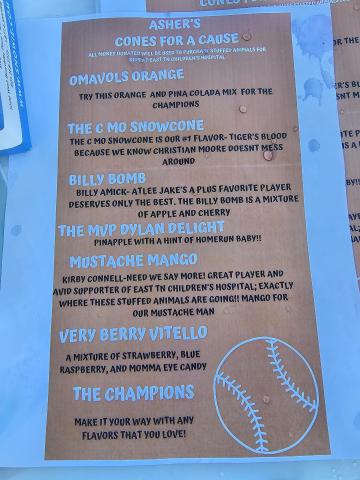 ASHER'S
CONES FOR A CAUSE
ALL MONEY DONATED WILL BE USED TO PURCHASE STUFFED ANIMALS FOR
EAST TN CHILDREN'S HOSPITAL
OMAVOLS ORANGE
TRY THIS ORANGE AND PINA COLADA MIX FOR THE
CHAMPIONS
THE C MO SNOWCONE
THE C MO SNOWCONE IS OUR #1 FLAVOR- TIGER'S BLOOD
BECAUSE WE KNOW CHRISTIAN MOORE DOESNT MESS
AROUND
BILLY BOMB
BILLY AMICK- ATLEE JAKE'S A PLUS FAVORITE PLAYER
DESERVES ONLY THE BEST. THE BILLY BOMB IS A MIXTURE
OF APPLE AND CHERRY
THE MVP DYLAN DELIGHT
PINAPPLE WITH A HINT OF HOMERUN BABY!!
MUSTACHE MANGO
KIRBY CONNELL-NEED WE SAY MORE! GREAT PLAYER AND
AVID SUPPORTER OF EAST TN CHILDREN'S HOSPITAL; EXACTLY
WHERE THESE STUFFED ANIMALS ARE GOING!! MANGO FOR
OUR MUSTACHE MAN
VERY BERRY VITELLO
A MIXTURE OF STRAWBERRY, BLUE
RASPBERRY, AND MOMMA EYE CANDY
THE CHAMPIONS
MAKE IT YOUR WAY WITH ANY
FLAVORS THAT YOU LOVE!